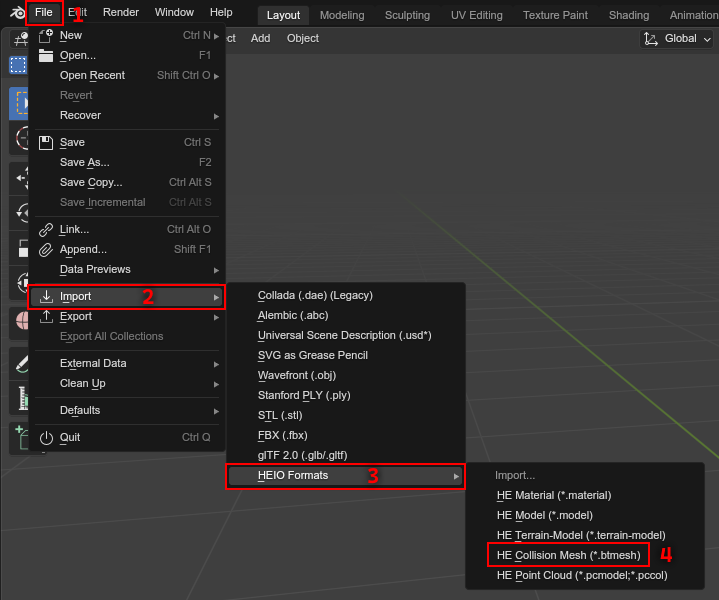 File Edit Render Window Help Layout Modeling Sculpting UV Editing Texture Paint Shading Animation
1
New Ctrl N
Add Object Global
Open... F1
Open Recent Shift Ctrl O
Revert
Recover
Save Ctrl S
Save As... F2
Save Copy... Ctrl Alt S
Save Incremental Ctrl Alt S
Link... Ctrl Alt O
Append... Shift F1
Data Previews
Import 2
Export
Export All Collections
External Data
Clean Up
Defaults
Quit Ctrl Q
Collada (.dae) (Legacy)
Alembic (.abc)
Universal Scene Description (.usd*)
SVG as Grease Pencil
Wavefront (.obj)
Stanford PLY (.ply)
STL (.stl)
FBX (.fbx)
glTF 2.0 (.glb/.gltf)
HEIO Formats 3
Import...
HE Material (*.material)
HE Model (*.model)
HE Terrain-Model (*.terrain-model)
HE Collision Mesh (*.btmesh) 4
HE Point Cloud (*.pcmodel;*.pccol)